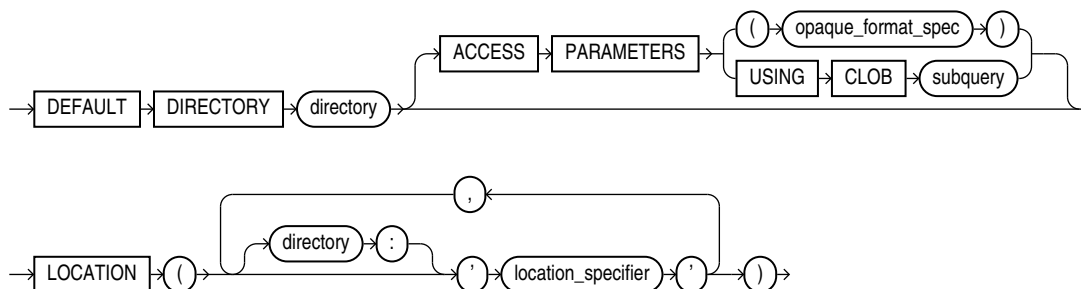 ACCESS PARAMETERS ( opaque_format_spec )
USING CLOB subquery
DEFAULT DIRECTORY directory
,
directory :
LOCATION ( ' location_specifier ' )